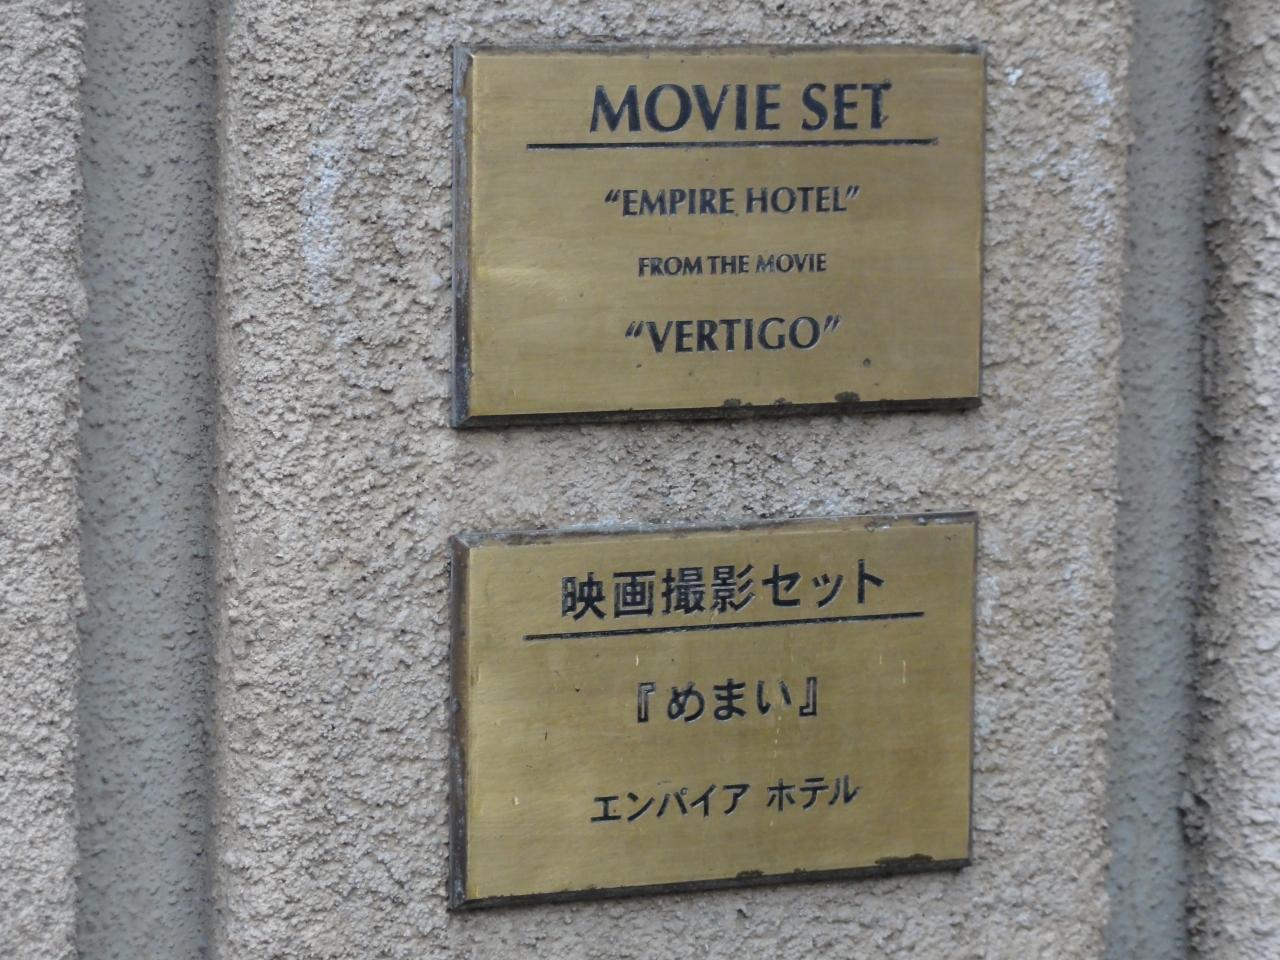 MOVIE SET
“EMPIRE HOTEL”
FROM THE MOVIE
“VERTIGO”
映画撮影セット
『めまい』
エンパイア ホテル